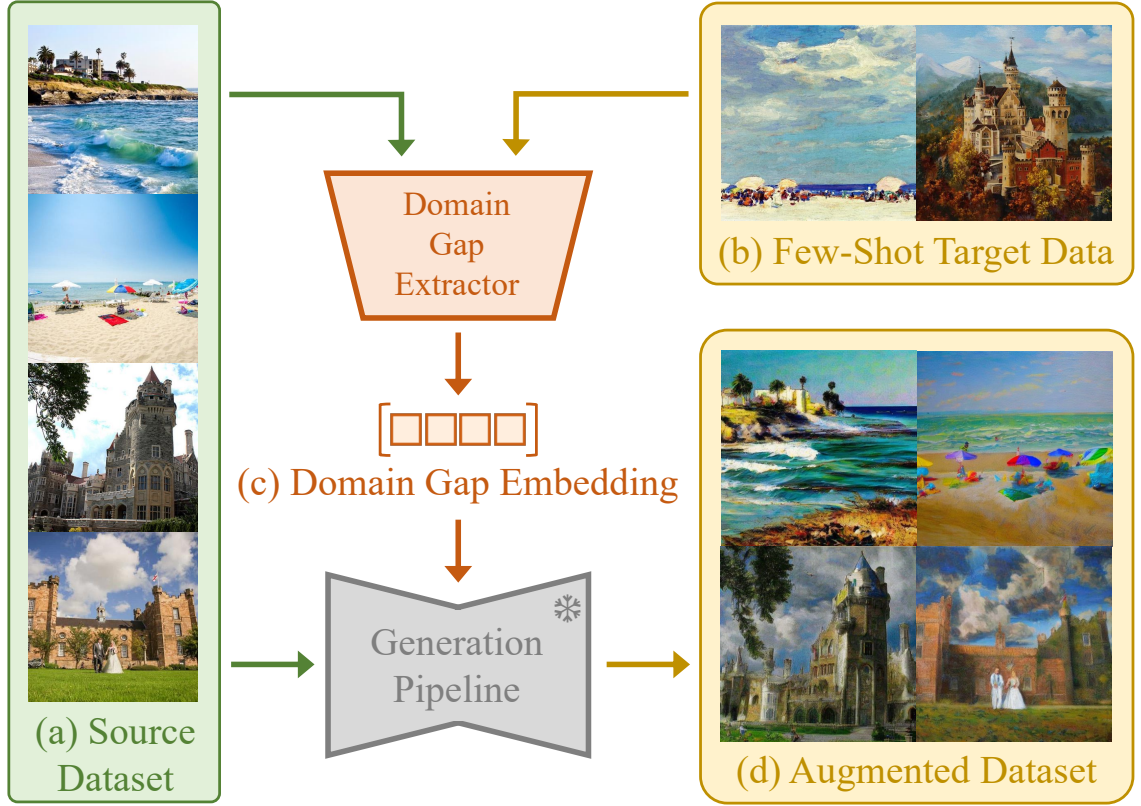 (a) Source
Dataset
Domain
Gap
Extractor
(b) Few-Shot Target Data
(c) Domain Gap Embedding
Generation
Pipeline
(d) Augmented Dataset